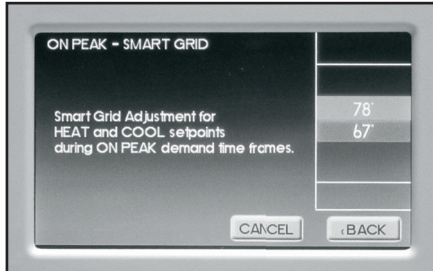 ON PEAK - SMART GRID
Smart Grid Adjustment for
HEAT and COOL setpoints
during ON PEAK demand time frames.
78°
67°
CANCEL
‹BACK